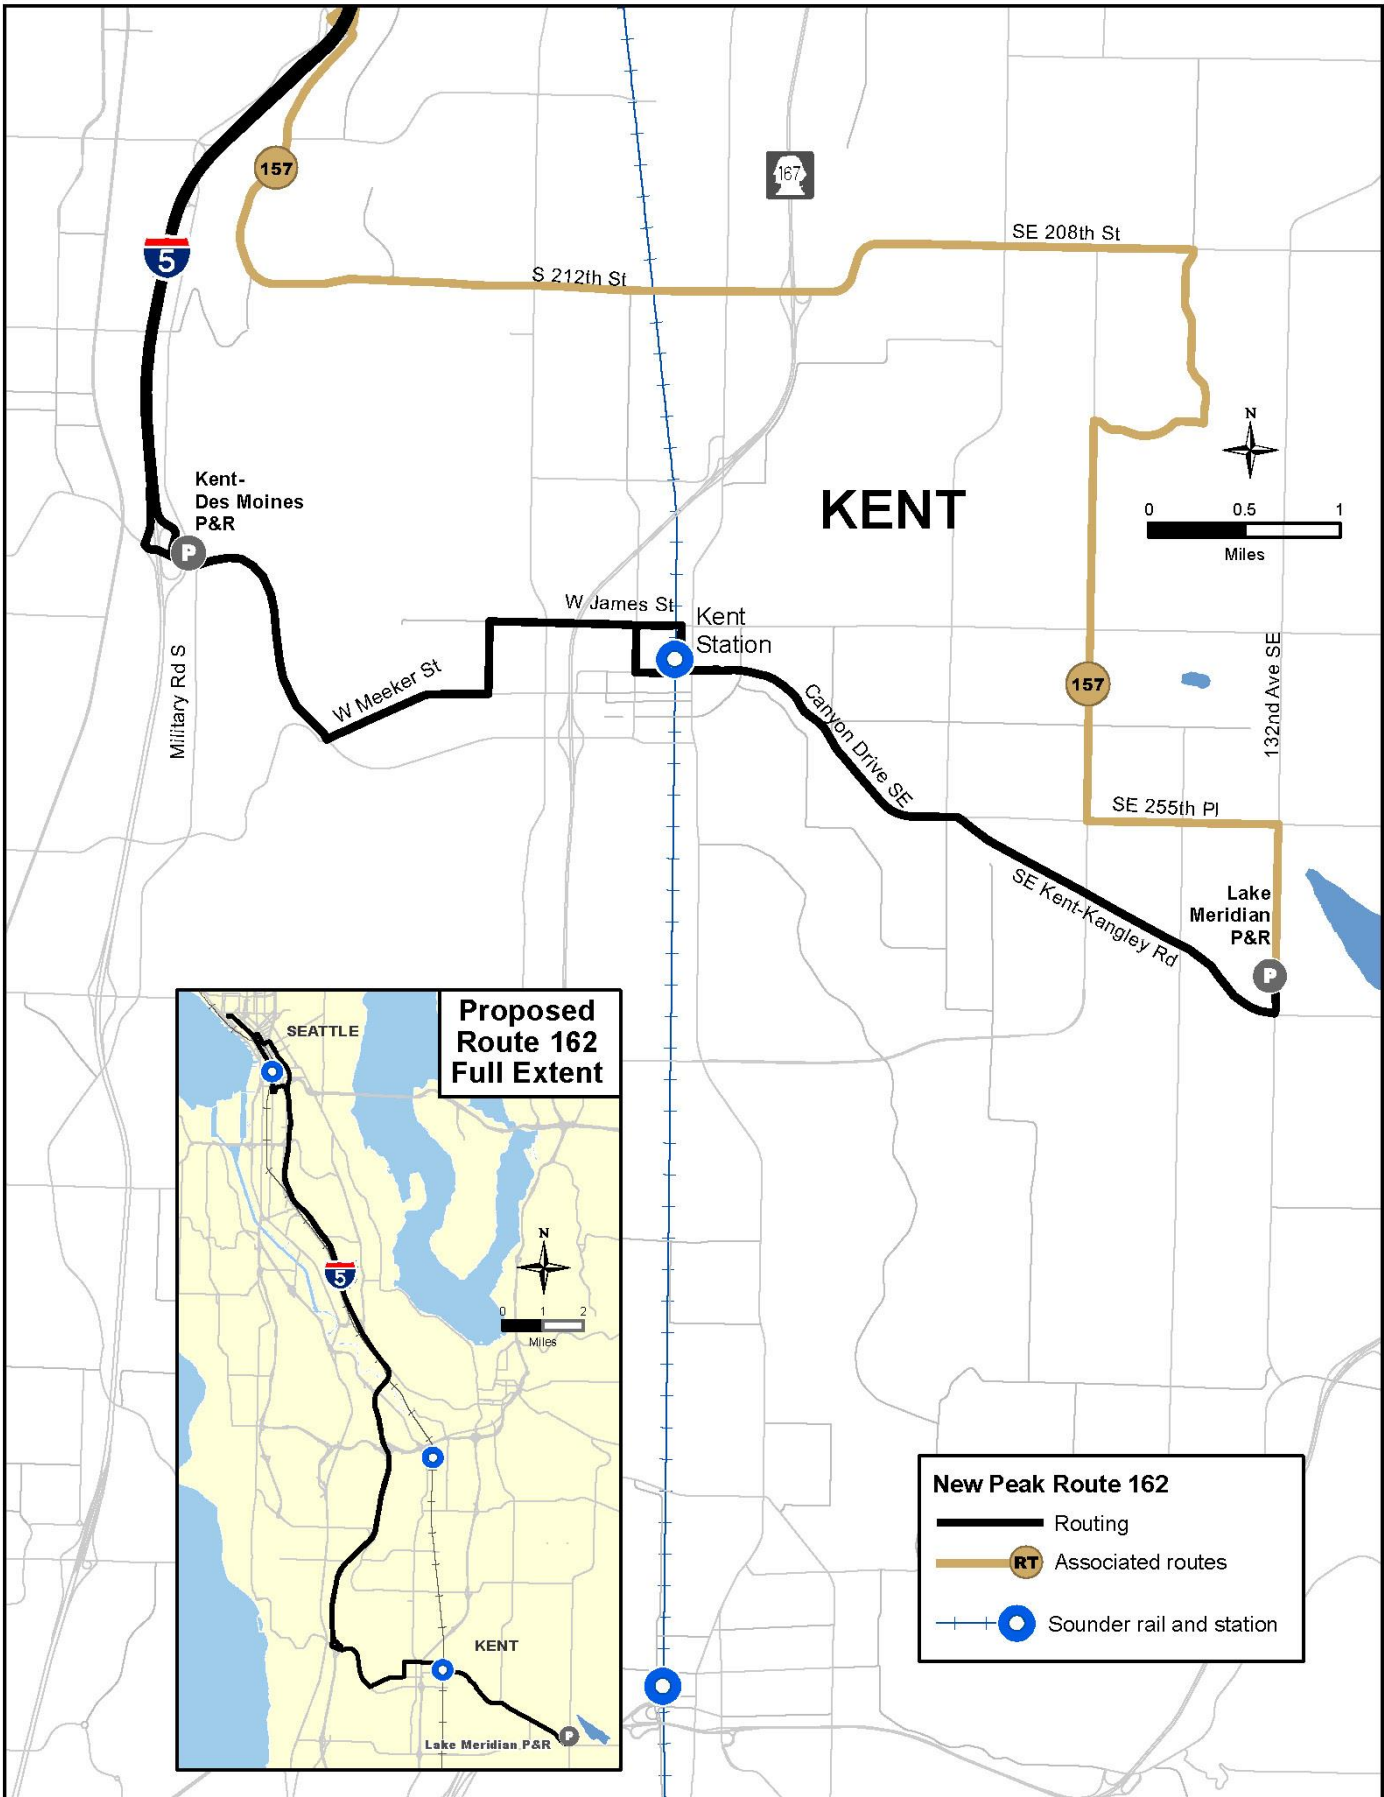 157
167
5
SE 208th St
S 212th St
N
0 0.5 1
Miles
Kent-
Des Moines
P&R
P
KENT
W James St
Kent
Station
Military Rd S
W Meeker St
Canyon Drive SE
157
132nd Ave SE
SE 255th Pl
SE Kent-Kangley Rd
Lake
Meridian
P&R
P
Proposed
Route 162
Full Extent
SEATTLE
5
N
0 1 2
Miles
KENT
Lake Meridian P&R
P
New Peak Route 162
Routing
RT Associated routes
Sounder rail and station